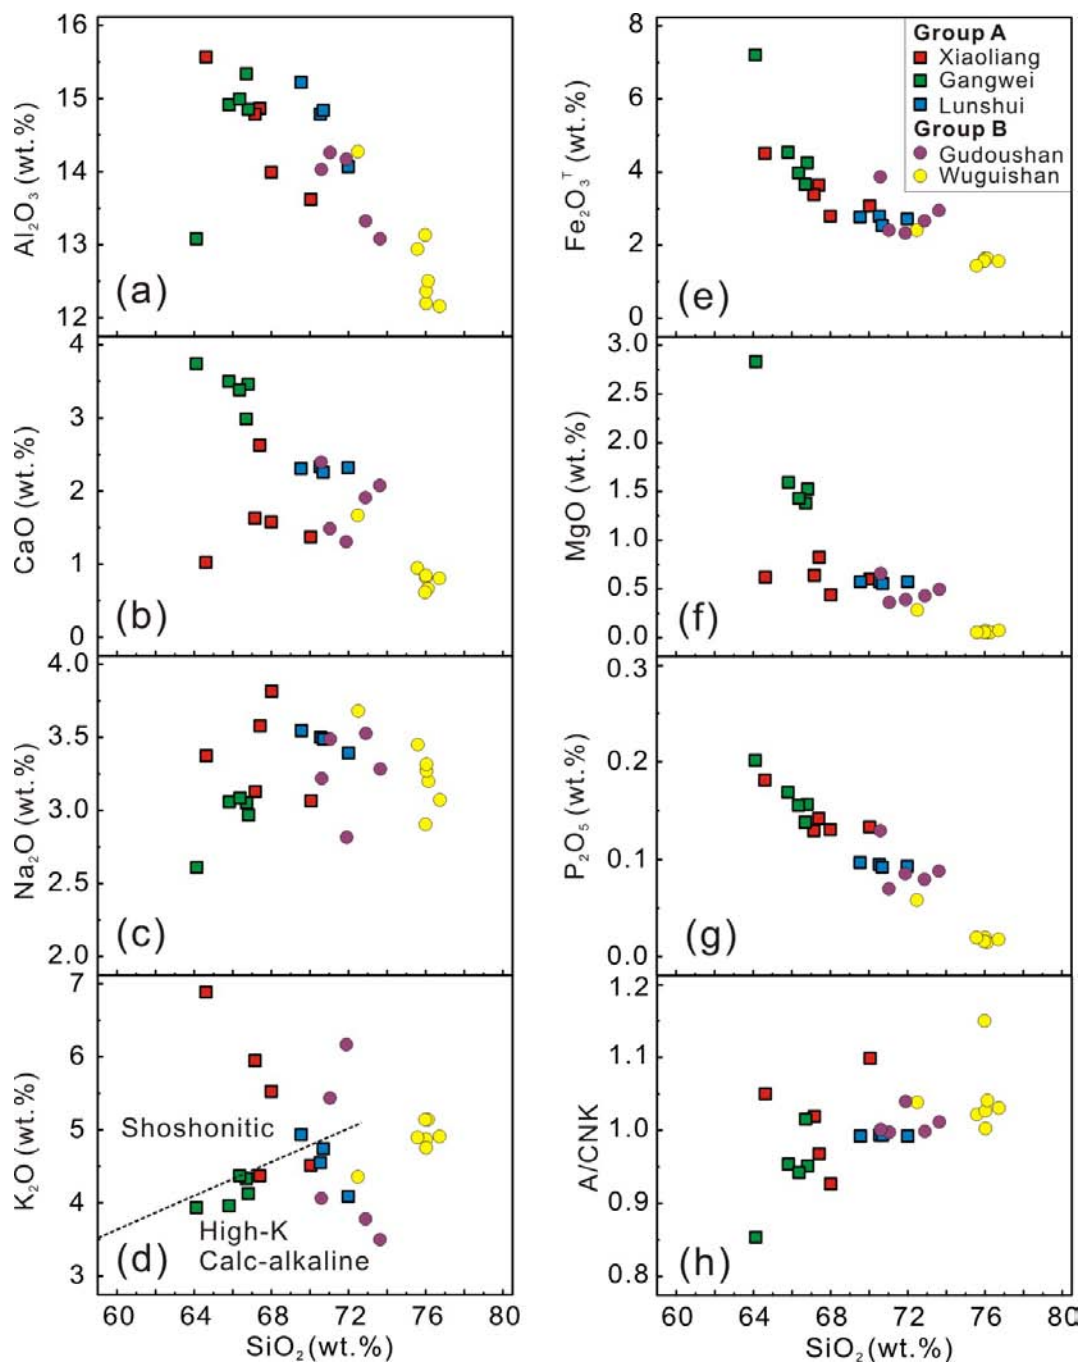 16
15
14
13
12
Al₂O₃ (wt.%)
(a)
8
6
4
2
0
Fe₂O₃ᵀ (wt.%)
(e)
Group A
Xiaoliang
Gangwei
Lunshui
Group B
Gudoushan
Wuguishan
4
3
2
1
0
CaO (wt.%)
(b)
3.0
2.5
2.0
1.5
1.0
0.5
0.0
MgO (wt.%)
(f)
4.0
3.5
3.0
2.5
2.0
Na₂O (wt.%)
(c)
0.3
0.2
0.1
0.0
P₂O₅ (wt.%)
(g)
7
6
5
4
3
K₂O (wt.%)
Shoshonitic
High-K
Calc-alkaline
(d)
60 64 68 72 76 80
SiO₂ (wt.%)
1.2
1.1
1.0
0.9
0.8
A/CNK
(h)
60 64 68 72 76 80
SiO₂ (wt.%)